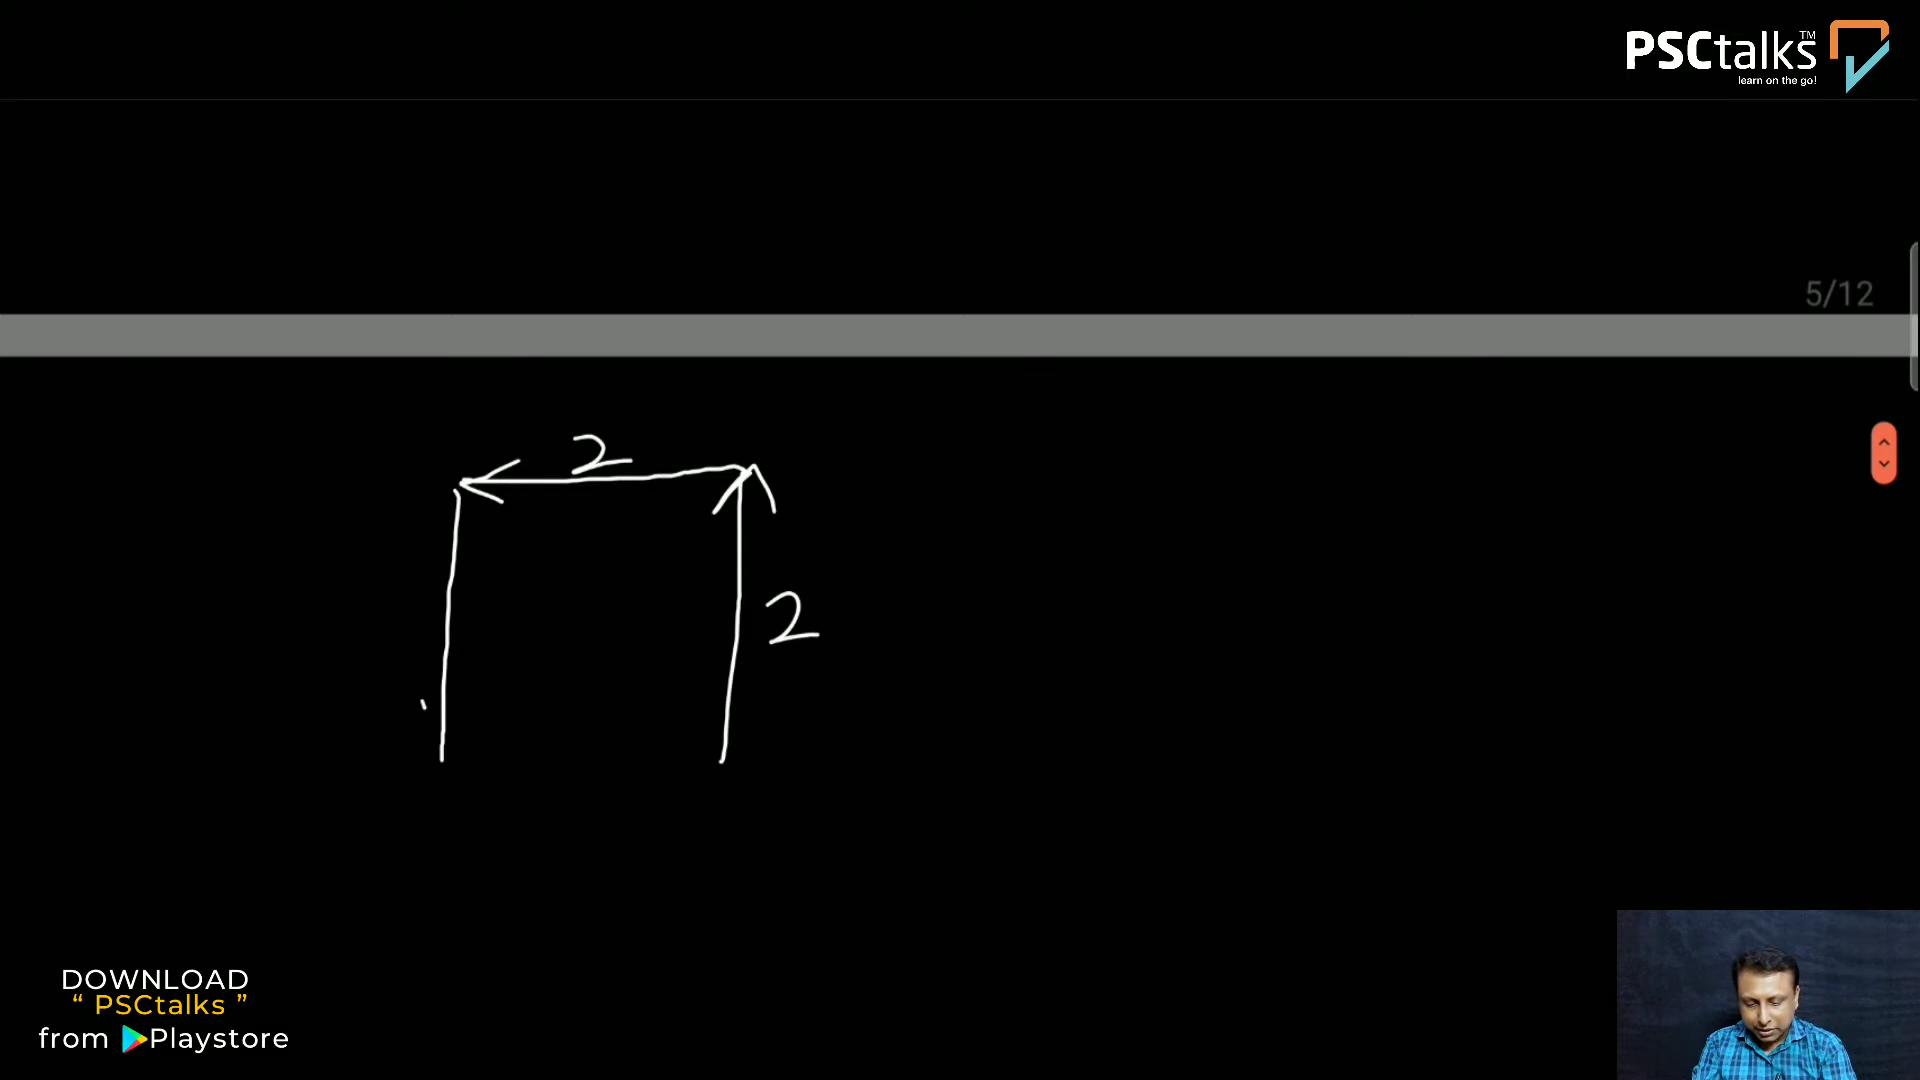 PSCtalks™
learn on the go!
5/12
2
2
DOWNLOAD
“ PSCtalks ”
from Playstore